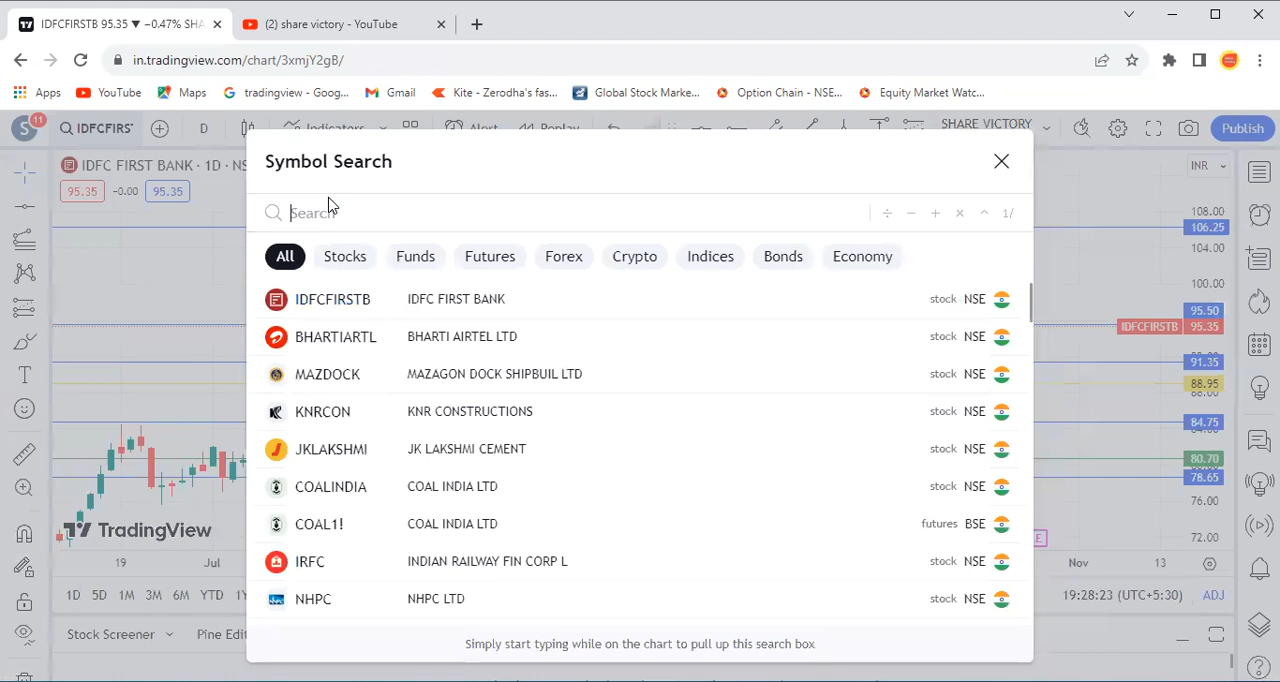 IDFCFIRSTB 95.35 ▼ −0.47% SHA
(2) share victory - YouTube
in.tradingview.com/chart/3xmjY2gB/
Apps YouTube Maps tradingview - Goog... Gmail Kite - Zerodha's fas... Global Stock Marke... Option Chain - NSE... Equity Market Watc...
S 11 IDFCFIRST D Indicators Alert Replay SHARE VICTORY Publish
IDFC FIRST BANK · 1D · NS
INR
95.35 -0.00 95.35
Symbol Search
Search
÷ − + × ^ 1/
All Stocks Funds Futures Forex Crypto Indices Bonds Economy
IDFCFIRSTB IDFC FIRST BANK stock NSE
BHARTIARTL BHARTI AIRTEL LTD stock NSE
MAZDOCK MAZAGON DOCK SHIPBUIL LTD stock NSE
KNRCON KNR CONSTRUCTIONS stock NSE
JKLAKSHMI JK LAKSHMI CEMENT stock NSE
COALINDIA COAL INDIA LTD stock NSE
COAL1! COAL INDIA LTD futures BSE
IRFC INDIAN RAILWAY FIN CORP L stock NSE
NHPC NHPC LTD stock NSE
Simply start typing while on the chart to pull up this search box
108.00
106.25
104.00
100.00
95.50
IDFCFIRSTB 95.35
91.35
88.95
88.00
84.75
80.70
78.65
76.00
72.00
TradingView
E
19 Jul Nov 13
1D 5D 1M 3M 6M YTD 1Y
19:28:23 (UTC+5:30) ADJ
Stock Screener Pine Edit